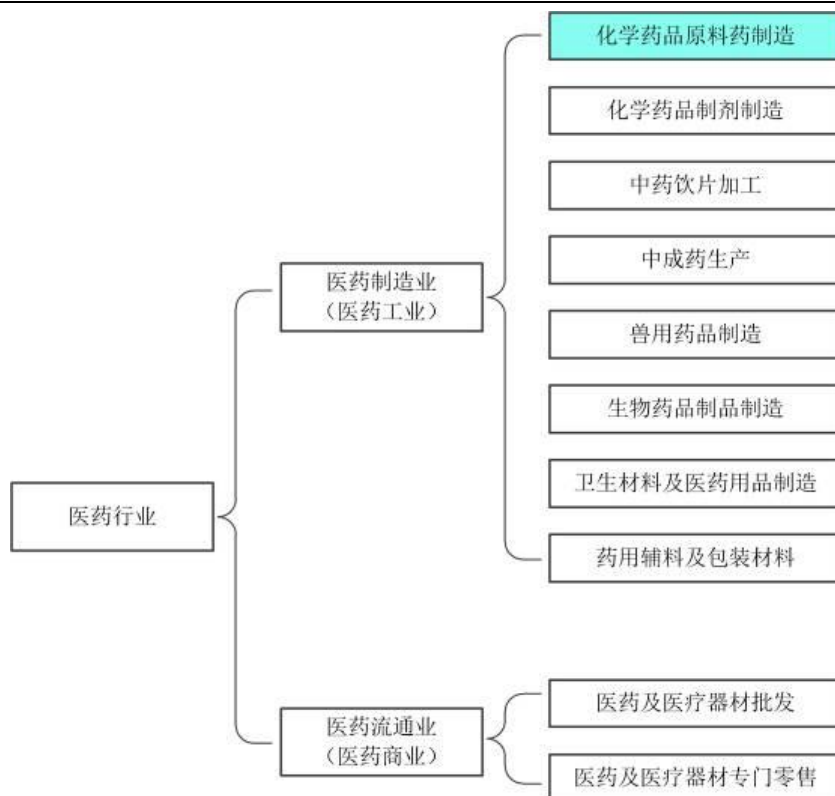 化学药品原料药制造
化学药品制剂制造
中药饮片加工
中成药生产
医药制造业
（医药工业）
兽用药品制造
生物药品制品制造
卫生材料及医药用品制造
医药行业
药用辅料及包装材料
医药及医疗器材批发
医药流通业
（医药商业）
医药及医疗器材专门零售